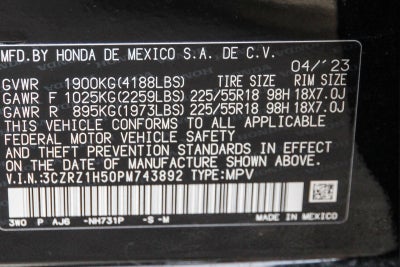 MFD.BY HONDA DE MEXICO S.A. DE C.V.
04/'23
GVWR 1900KG(4188LBS) TIRE SIZE RIM SIZE
GAWR F 1025KG(2259LBS) 225/55R18 98H 18X7.0J
GAWR R 895KG(1973LBS) 225/55R18 98H 18X7.0J
THIS VEHICLE CONFORMS TO ALL APPLICABLE
FEDERAL MOTOR VEHICLE SAFETY
AND THEFT PREVENTION STANDARDS IN EFFECT
ON THE DATE OF MANUFACTURE SHOWN ABOVE.
V.I.N.:3CZRZ1H50PM743892 TYPE:MPV
3W0 P AJ6 -NH731P -S -M
MADE IN
MEXICO